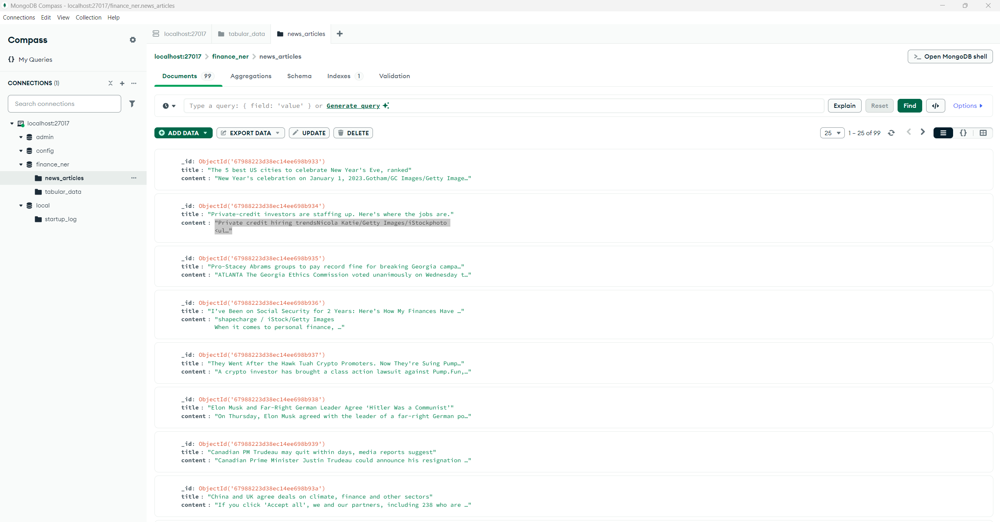 MongoDB Compass - localhost:27017/finance_ner.news_articles
Connections Edit View Collection Help
Compass
My Queries
CONNECTIONS (1)
Search connections
localhost:27017
admin
config
finance_ner
news_articles
tabular_data
local
startup_log
localhost:27017 tabular_data news_articles
localhost:27017 > finance_ner > news_articles
>_ Open MongoDB shell
Documents 99 Aggregations Schema Indexes 1 Validation
Type a query: { field: 'value' } or Generate query
Explain Reset Find </> Options
ADD DATA EXPORT DATA UPDATE DELETE
25 1 – 25 of 99 {}
_id: ObjectId('67988223d38ec14ee698b933')
title : "The 5 best US cities to celebrate New Year's Eve, ranked"
content : "New Year's celebration on January 1, 2023.Gotham/GC Images/Getty Image…"
_id: ObjectId('67988223d38ec14ee698b934')
title : "Private-credit investors are staffing up. Here's where the jobs are."
content : "Private credit hiring trendsNicola Katie/Getty Images/iStockphoto
<ul…"
_id: ObjectId('67988223d38ec14ee698b935')
title : "Pro-Stacey Abrams groups to pay record fine for breaking Georgia campa…"
content : "ATLANTA The Georgia Ethics Commission voted unanimously on Wednesday t…"
_id: ObjectId('67988223d38ec14ee698b936')
title : "I’ve Been on Social Security for 2 Years: Here’s How My Finances Have …"
content : "shapecharge / iStock/Getty Images
When it comes to personal finance, …"
_id: ObjectId('67988223d38ec14ee698b937')
title : "They Went After the Hawk Tuah Crypto Promoters. Now They're Suing Pump…"
content : "A crypto investor has brought a class action lawsuit against Pump.Fun,…"
_id: ObjectId('67988223d38ec14ee698b938')
title : "Elon Musk and Far-Right German Leader Agree ‘Hitler Was a Communist’"
content : "On Thursday, Elon Musk agreed with the leader of a far-right German po…"
_id: ObjectId('67988223d38ec14ee698b939')
title : "Canadian PM Trudeau may quit within days, media reports suggest"
content : "Canadian Prime Minister Justin Trudeau could announce his resignation …"
_id: ObjectId('67988223d38ec14ee698b93a')
title : "China and UK agree deals on climate, finance and other sectors"
content : "If you click 'Accept all', we and our partners, including 238 who are …"